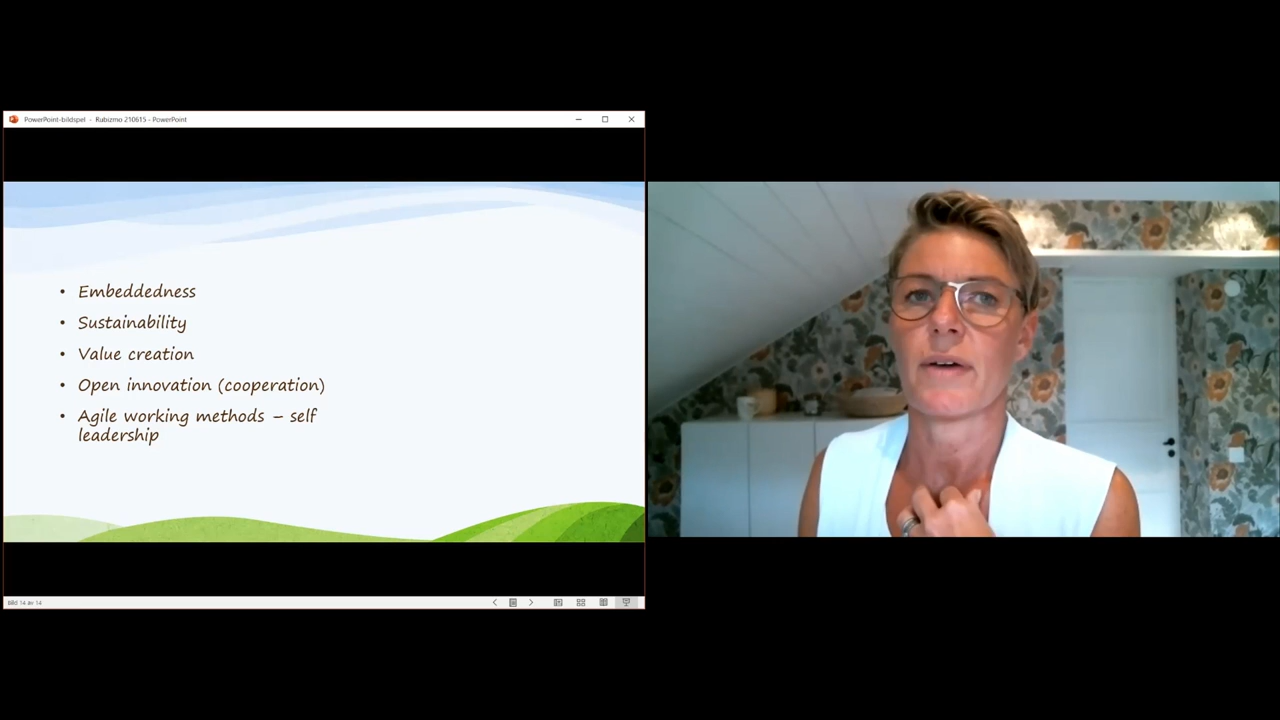 PowerPoint-bildspel - Rubizmo 210615 - PowerPoint
• Embeddedness
• Sustainability
• Value creation
• Open innovation (cooperation)
• Agile working methods – self
leadership
Bild 14 av 14